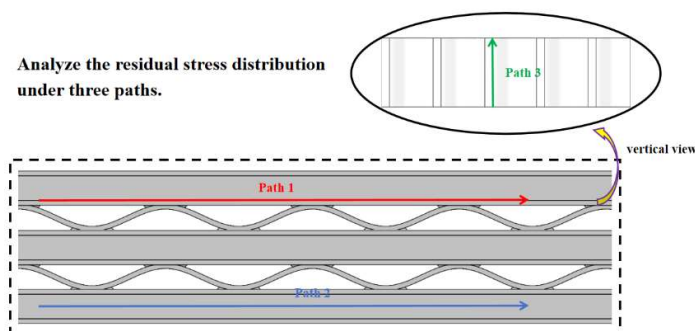 Analyze the residual stress distribution
under three paths.
Path 3
vertical view
Path 1
Path 2